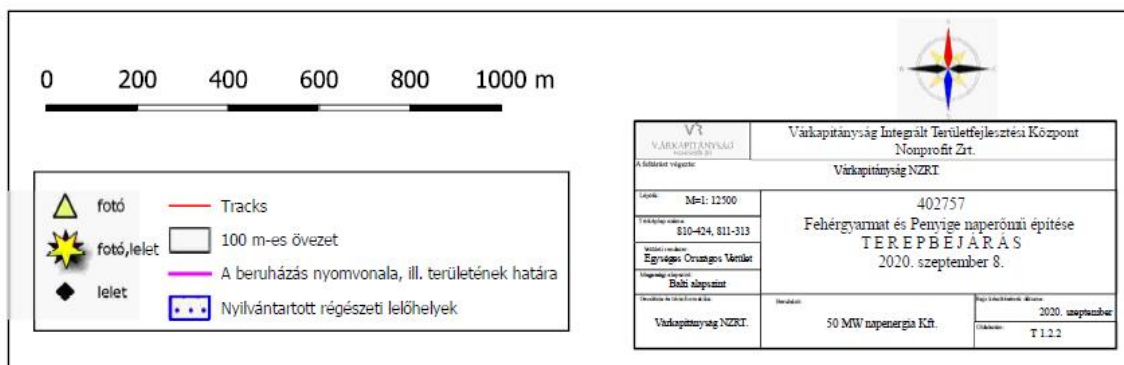 0 200 400 600 800 1000 m
fotó
fotó,lelet
lelet
Tracks
100 m-es övezet
A beruházás nyomvonala, ill. területének határa
Nyilvántartott régészeti lelőhelyek
VÁRKAPITÁNYSÁG
Várkapitányság Integrált Területfejlesztési Központ
Nonprofit Zrt.
A feltárást végezte:
Várkapitányság NZRT.
M=1: 12500
810-424, 811-313
Egységes Országos Vetület
Balti alapszint
Várkapitányság NZRT.
402757
Fehérgyarmat és Penyige naperőmű építése
TEREPBEJÁRÁS
2020. szeptember 8.
50 MW napenergia Kft.
2020. szeptember
T 1.2.2